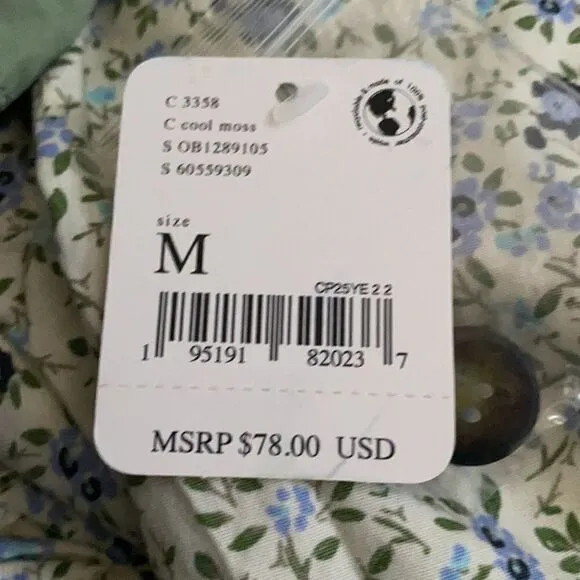 C 3358
C cool moss
S OB1289105
S 60559309
size
M
CP25YE 2 2
1 95191 82023 7
MSRP $78.00 USD